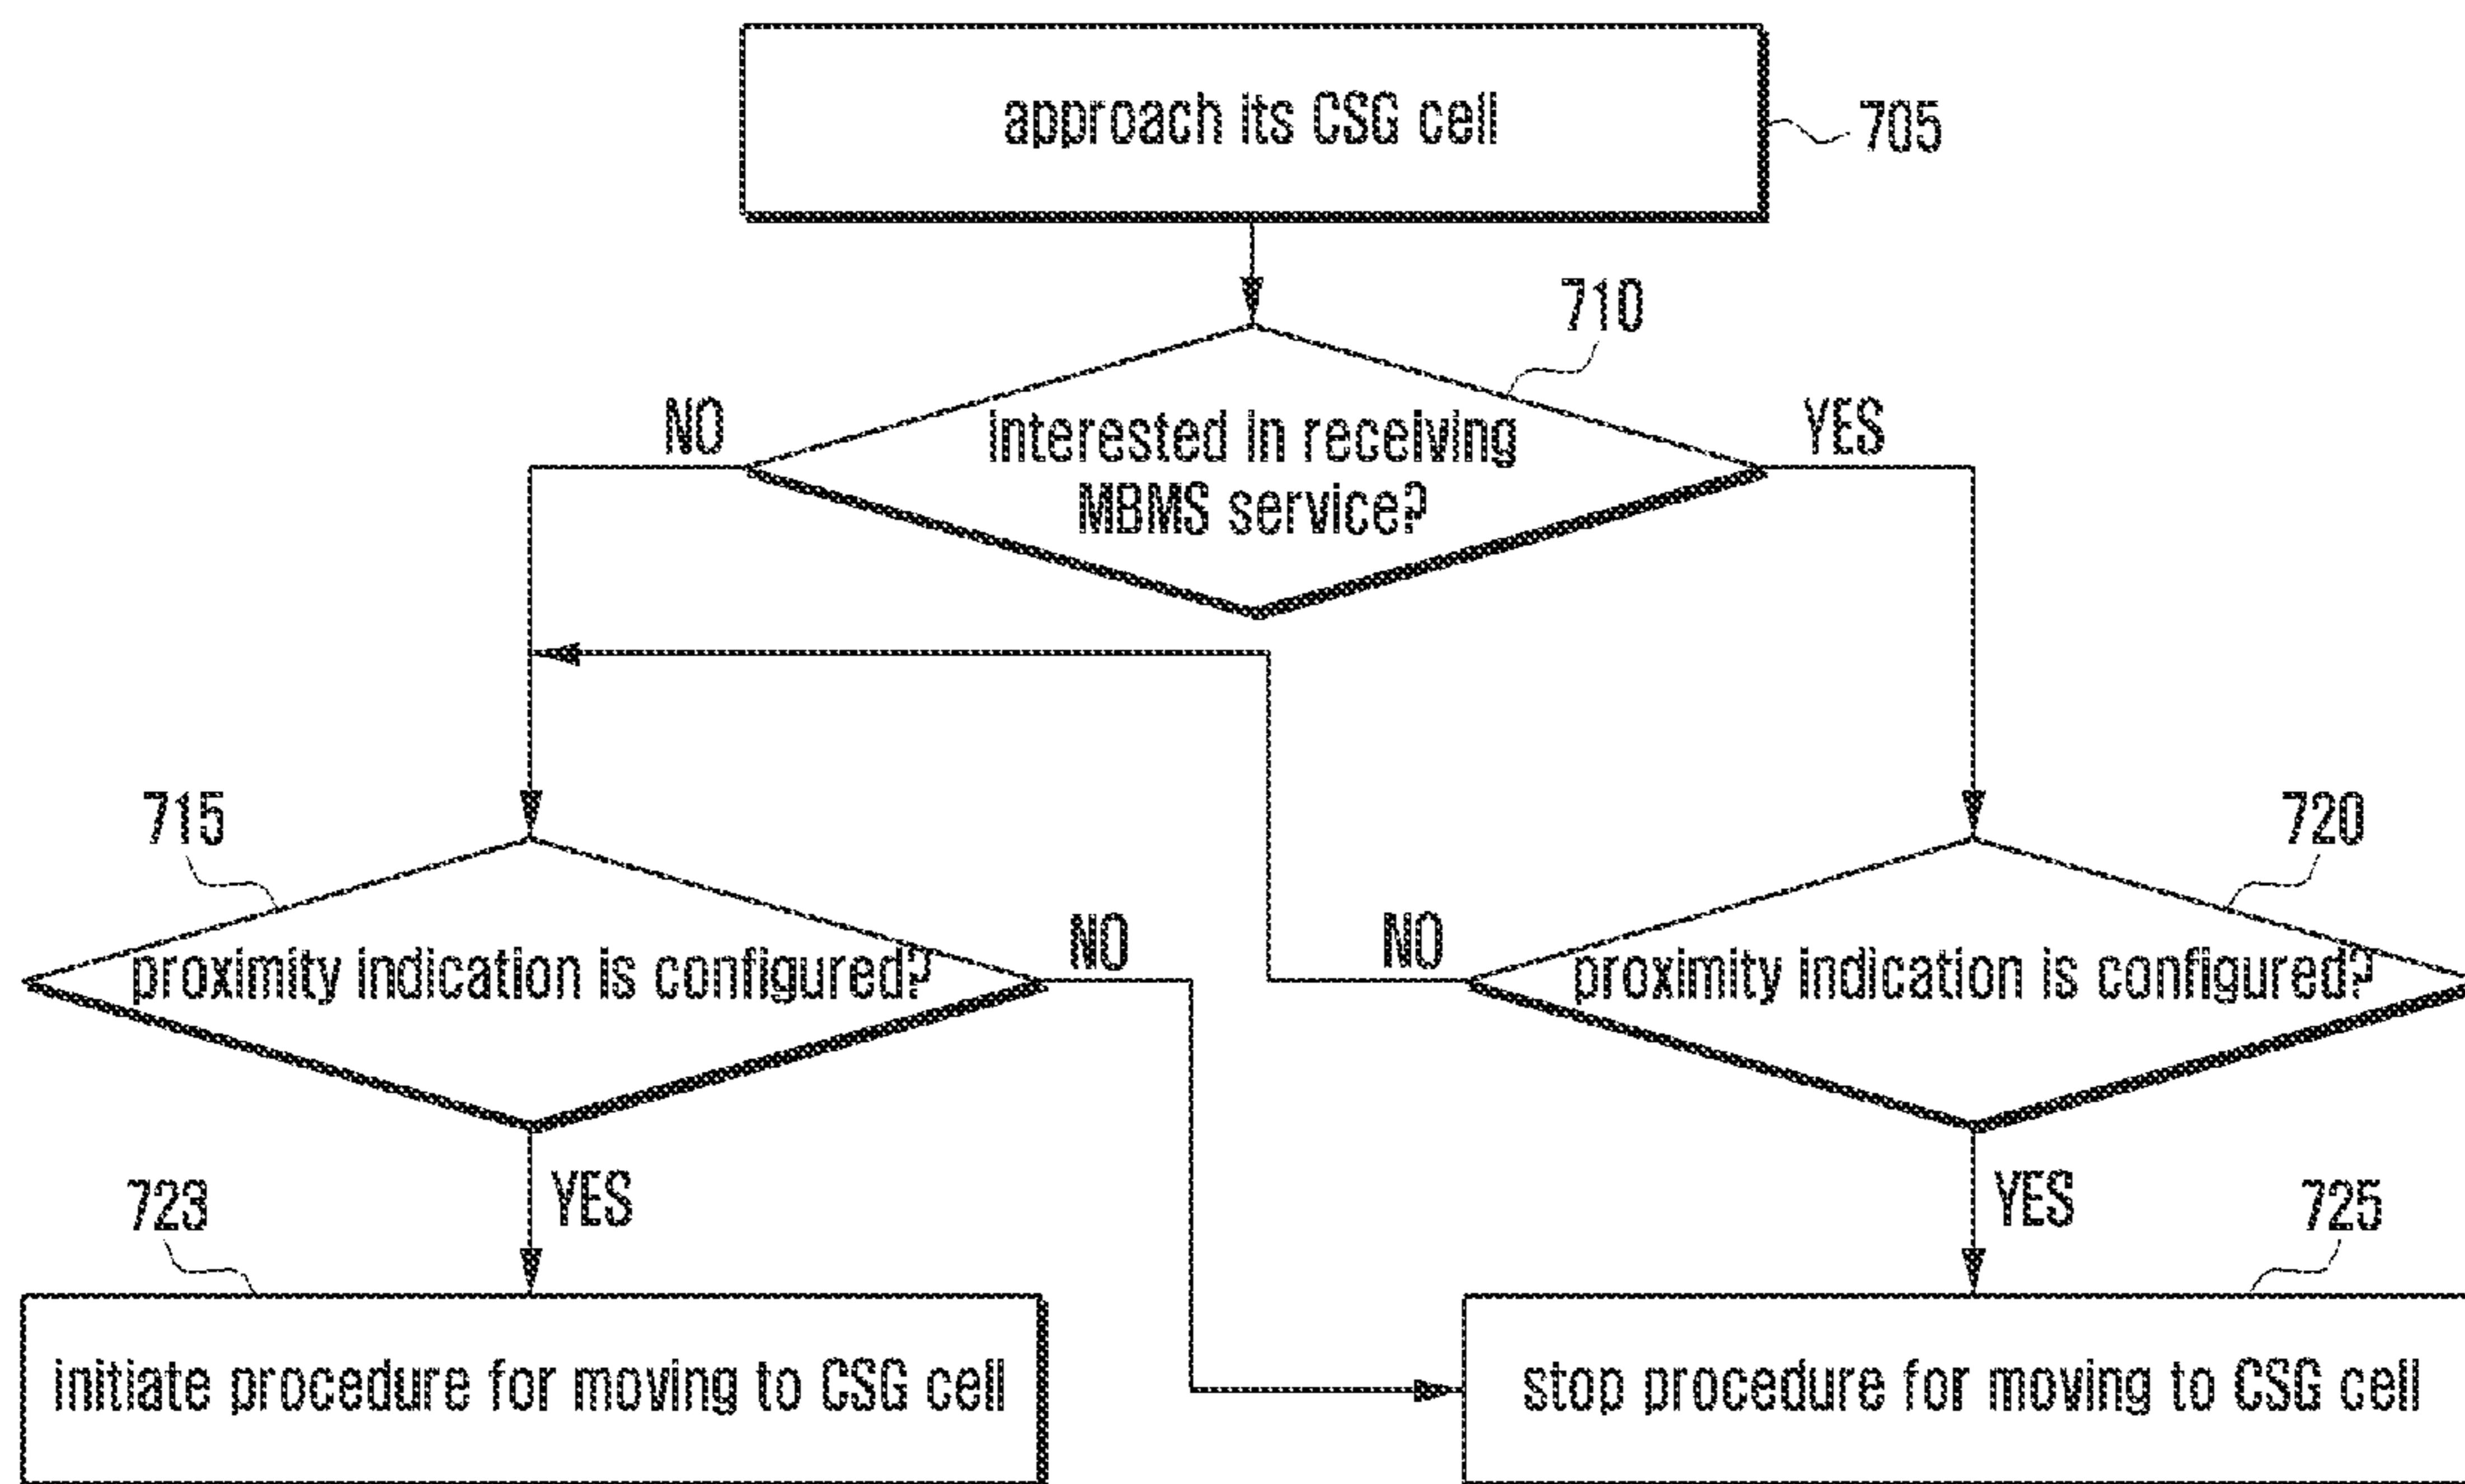 approach its CSG cell
705
710
NO
interested in receiving
MBMS service?
YES
715
720
proximity indication is configured?
NO
NO
proximity indication is configured?
723
YES
YES
725
initiate procedure for moving to CSG cell
stop procedure for moving to CSG cell